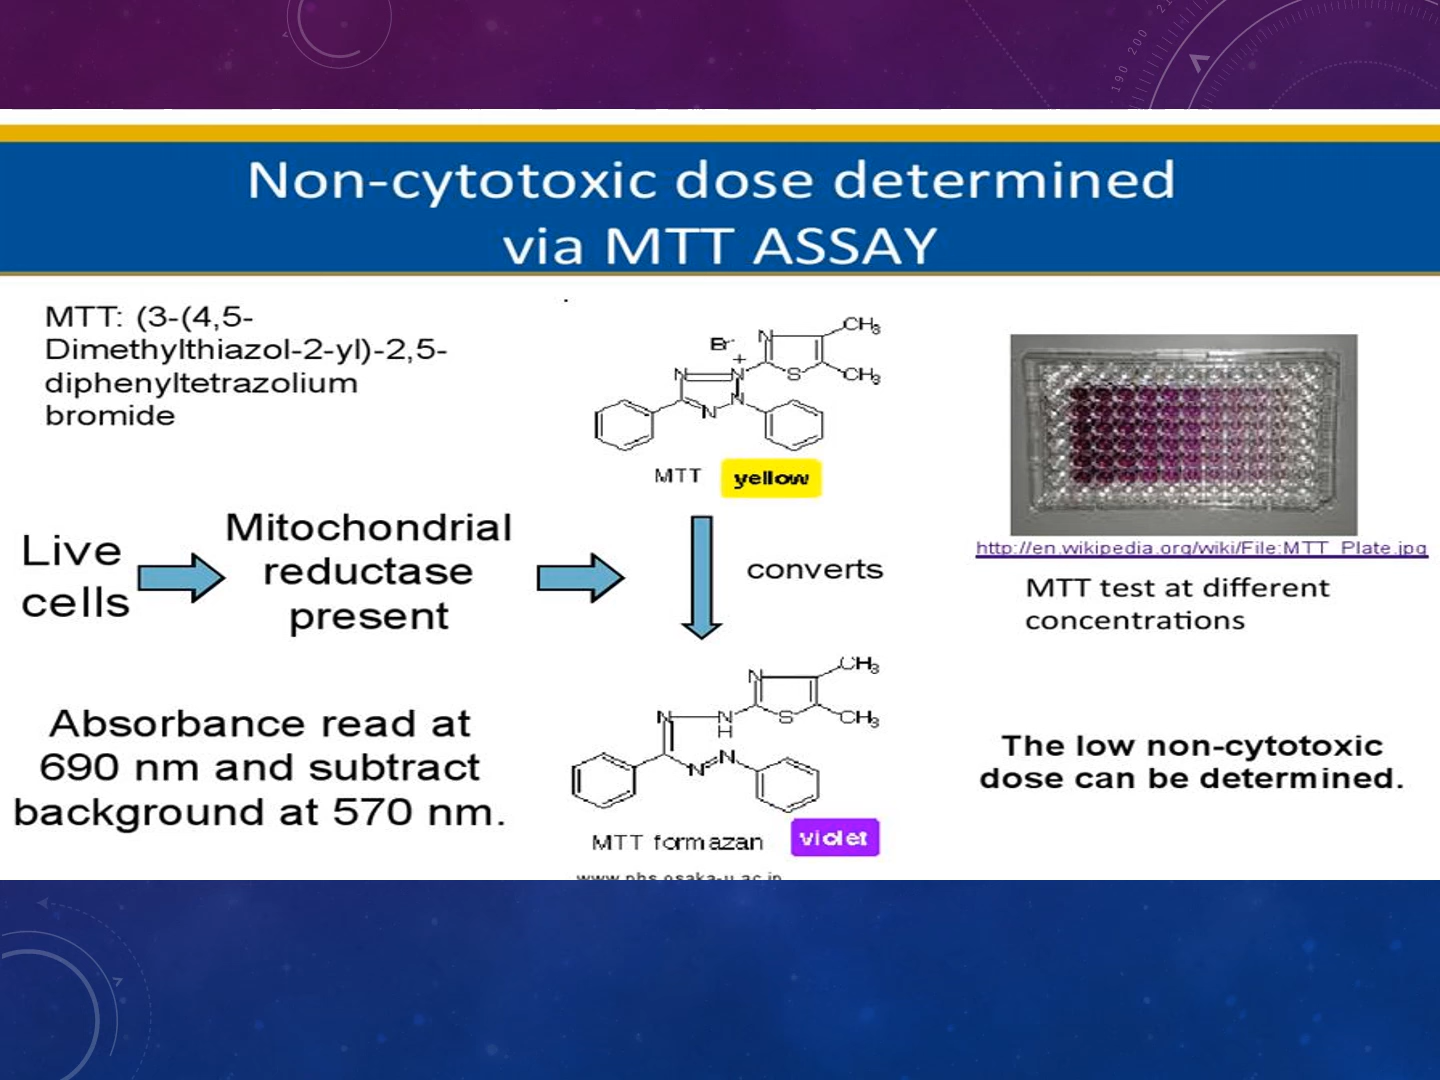 190 200
Non-cytotoxic dose determined
via MTT ASSAY
MTT: (3-(4,5-
Dimethylthiazol-2-yl)-2,5-
diphenyltetrazolium
bromide
Br-
N
CH3
+
N
N
S
CH3
N
N
MTT
yellow
http://en.wikipedia.org/wiki/File:MTT_Plate.jpg
MTT test at different
concentrations
Live
cells
Mitochondrial
reductase
present
converts
N
CH3
N
N
H
S
CH3
N
N
MTT formazan
violet
www.phs.osaka-u.ac.jp
Absorbance read at
690 nm and subtract
background at 570 nm.
The low non-cytotoxic
dose can be determined.